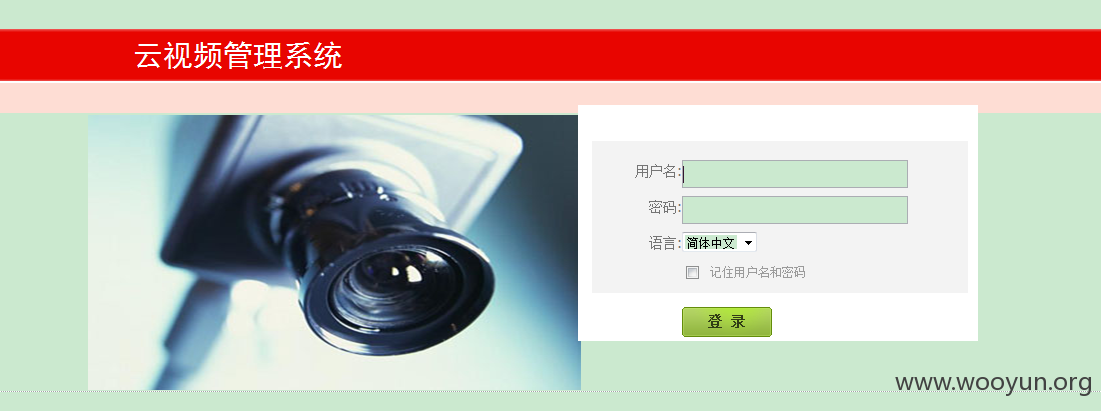 云视频管理系统
用户名:
密码:
语言: 简体中文
记住用户名和密码
登 录
www.wooyun.org